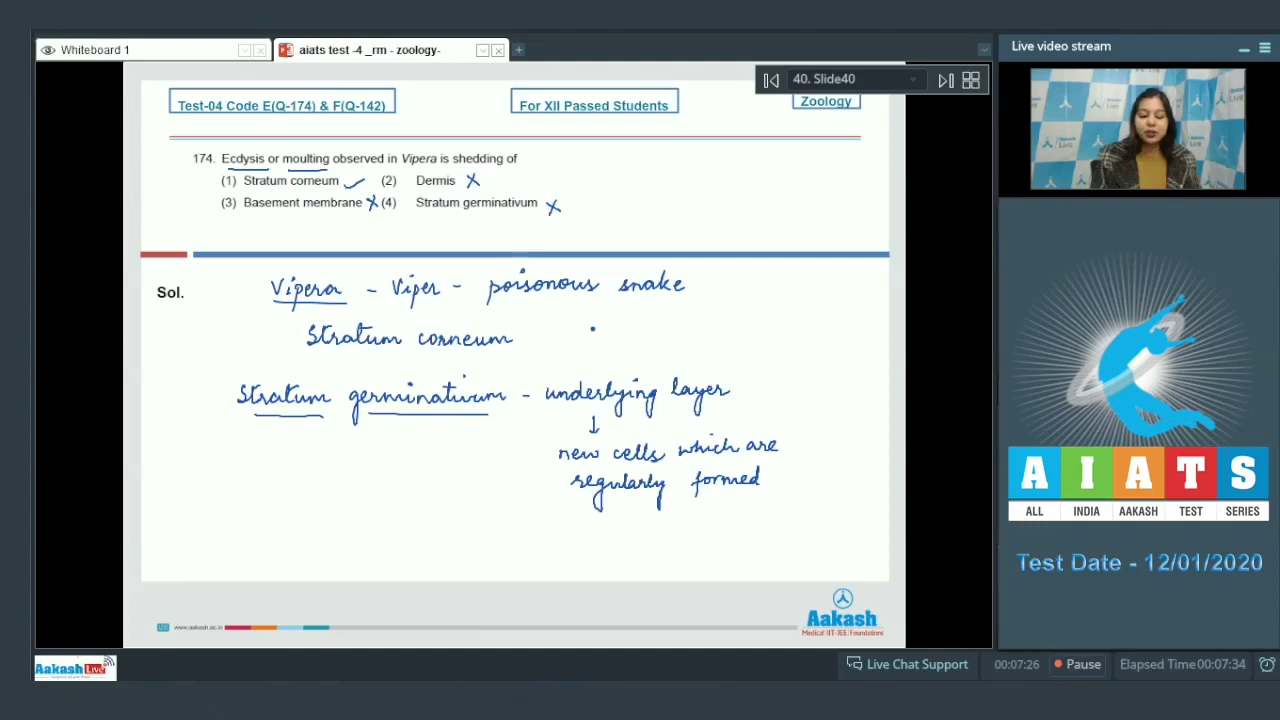 Whiteboard 1
aiats test -4 _rm - zoology-
Live video stream
40. Slide40
Test-04 Code E(Q-174) & F(Q-142)
For XII Passed Students
Zoology
174. Ecdysis or moulting observed in Vipera is shedding of
(1) Stratum corneum (2) Dermis
(3) Basement membrane (4) Stratum germinativum
Sol.
Vipera - Viper - poisonous snake
Stratum corneum
Stratum germinativum - underlying layer
↓
new cells which are
regularly formed
www.aakash.ac.in
Aakash
Medical IIT-JEE Foundations
A I A T S
ALL INDIA AAKASH TEST SERIES
Test Date - 12/01/2020
Aakash Live
Live Chat Support
00:07:26
Pause
Elapsed Time 00:07:34